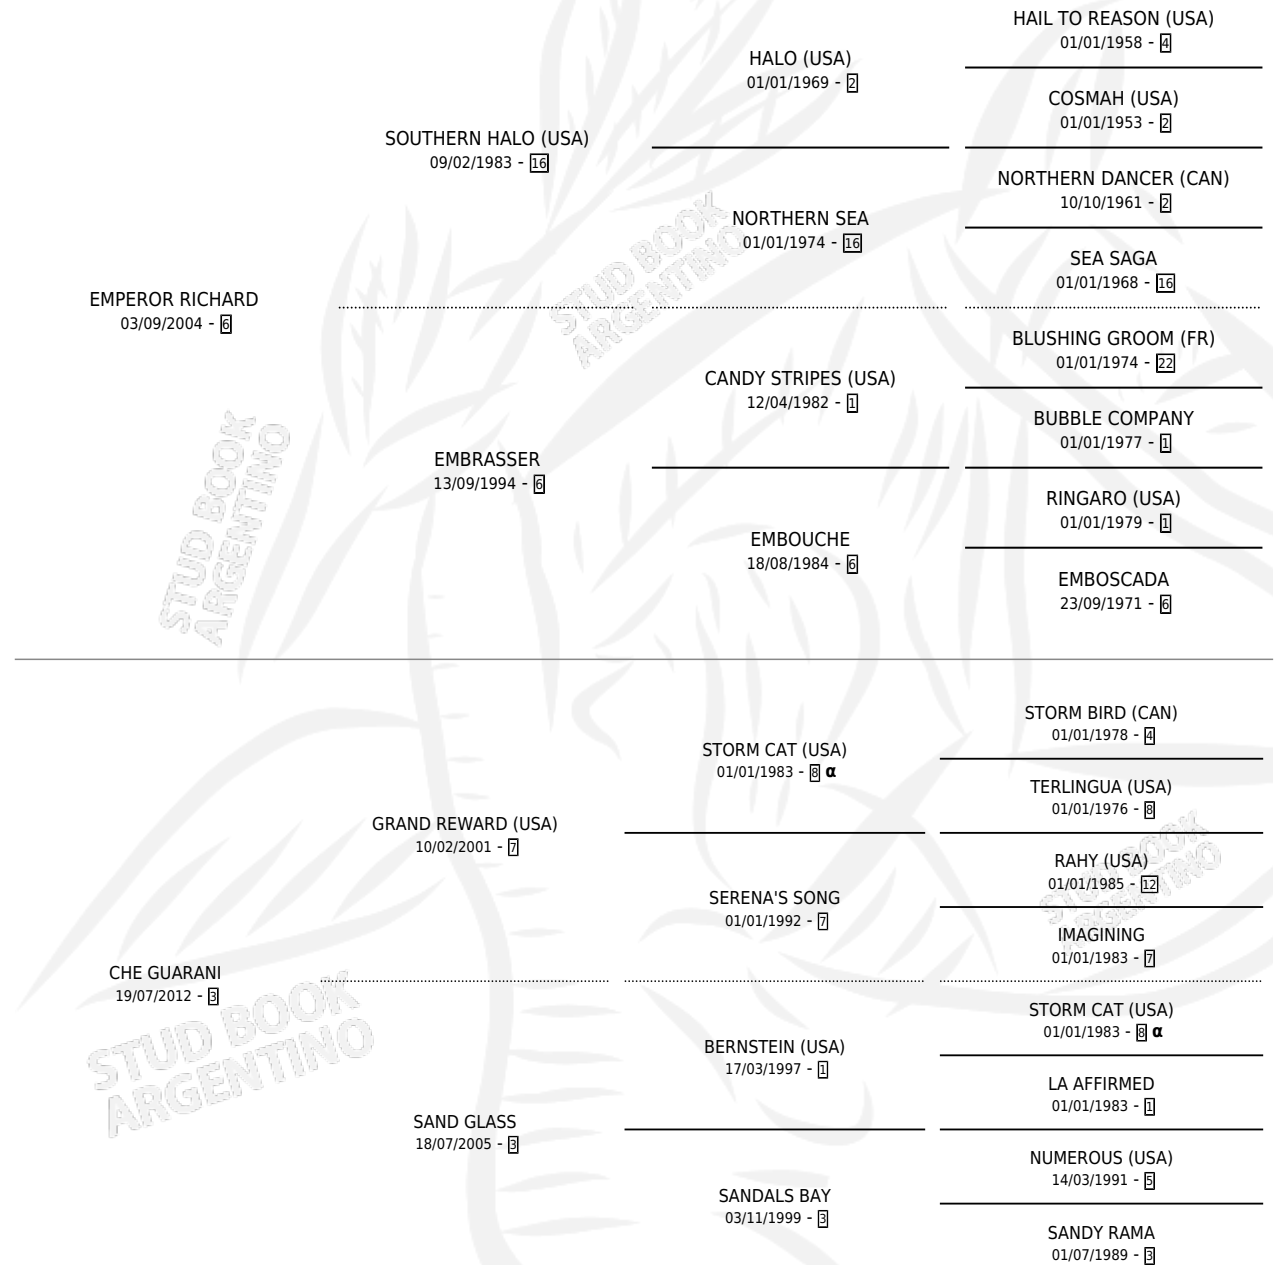 HAIL TO REASON (USA)
01/01/1958 - 4
HALO (USA)
01/01/1969 - 2
COSMAH (USA)
01/01/1953 - 2
SOUTHERN HALO (USA)
09/02/1983 - 16
NORTHERN DANCER (CAN)
10/10/1961 - 2
NORTHERN SEA
01/01/1974 - 16
SEA SAGA
01/01/1968 - 16
EMPEROR RICHARD
03/09/2004 - 6
BLUSHING GROOM (FR)
01/01/1974 - 22
CANDY STRIPES (USA)
12/04/1982 - 1
BUBBLE COMPANY
01/01/1977 - 1
EMBRASSER
13/09/1994 - 6
RINGARO (USA)
01/01/1979 - 1
EMBOUCHE
18/08/1984 - 6
EMBOSCADA
23/09/1971 - 6
STORM BIRD (CAN)
01/01/1978 - 4
STORM CAT (USA)
01/01/1983 - 8 α
TERLINGUA (USA)
01/01/1976 - 8
GRAND REWARD (USA)
10/02/2001 - 7
RAHY (USA)
01/01/1985 - 12
SERENA'S SONG
01/01/1992 - 7
IMAGINING
01/01/1983 - 7
CHE GUARANI
19/07/2012 - 3
STORM CAT (USA)
01/01/1983 - 8 α
BERNSTEIN (USA)
17/03/1997 - 1
LA AFFIRMED
01/01/1983 - 1
SAND GLASS
18/07/2005 - 3
NUMEROUS (USA)
14/03/1991 - 5
SANDALS BAY
03/11/1999 - 3
SANDY RAMA
01/07/1989 - 3
STUD BOOK
ARGENTINO
STUD BOOK
ARGENTINO
STUD BOOK
ARGENTINO
STUD BOOK
ARGENTINO